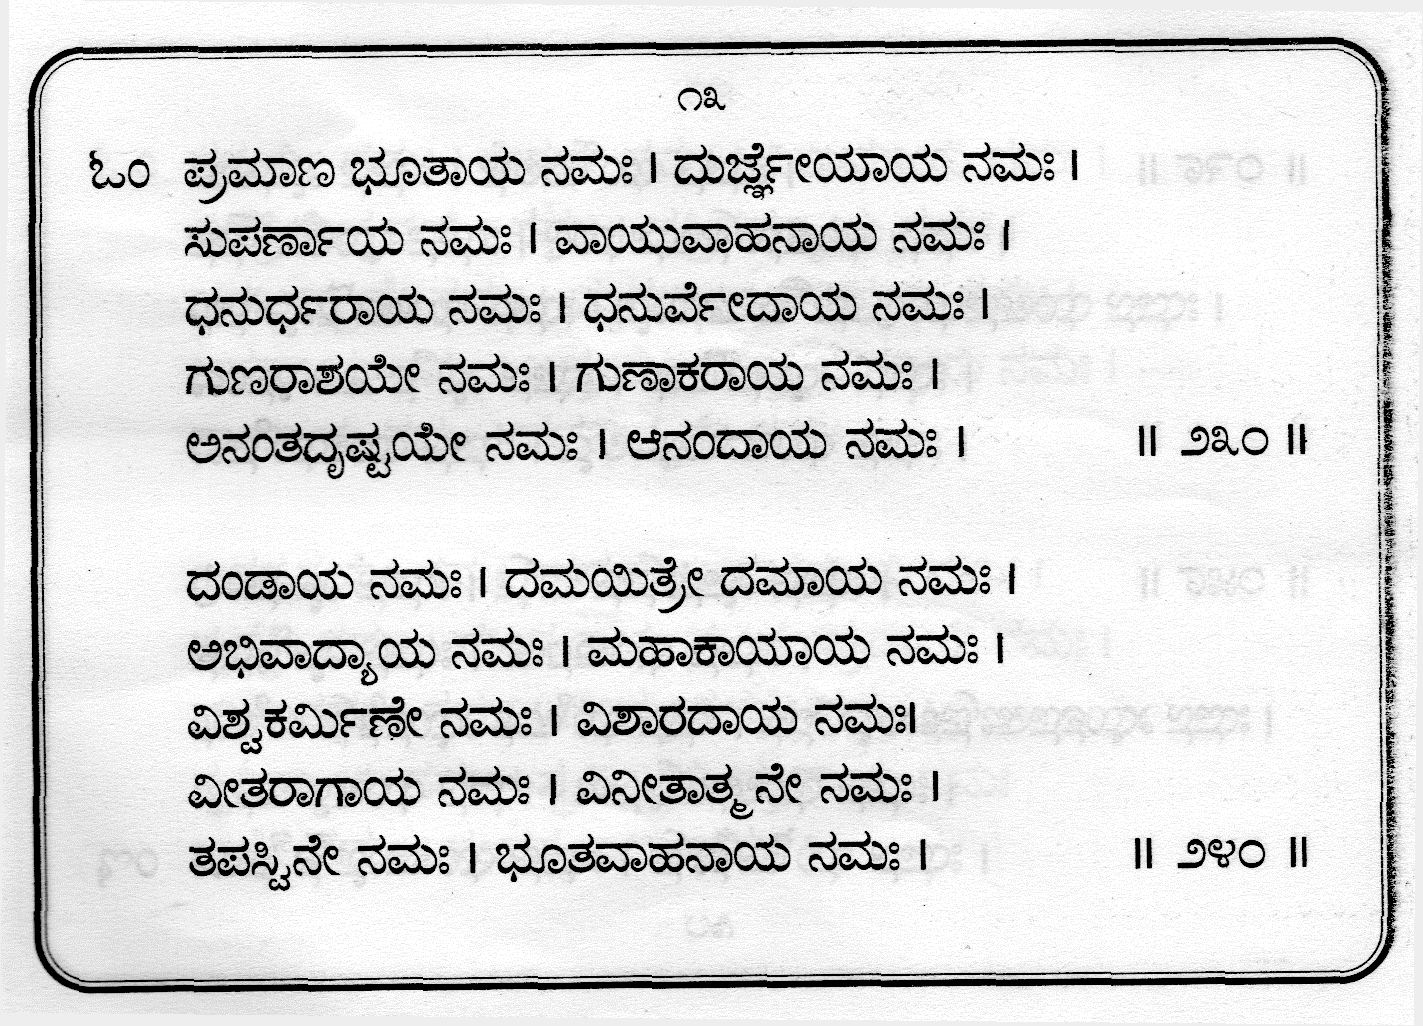 ೧೩
ಓಂ ಪ್ರಮಾಣ ಭೂತಾಯ ನಮಃ । ದುರ್ಜ್ಞೇಯಾಯ ನಮಃ ।
ಸುಪರ್ಣಾಯ ನಮಃ । ವಾಯುವಾಹನಾಯ ನಮಃ ।
ಧನುರ್ಧರಾಯ ನಮಃ । ಧನುರ್ವೇದಾಯ ನಮಃ ।
ಗುಣರಾಶಯೇ ನಮಃ । ಗುಣಾಕರಾಯ ನಮಃ ।
ಅನಂತದೃಷ್ಟಯೇ ನಮಃ । ಆನಂದಾಯ ನಮಃ । ॥ ೨೩೦ ॥
ದಂಡಾಯ ನಮಃ । ದಮಯಿತ್ರೇ ದಮಾಯ ನಮಃ ।
ಅಭಿವಾದ್ಯಾಯ ನಮಃ । ಮಹಾಕಾಯಾಯ ನಮಃ ।
ವಿಶ್ವಕರ್ಮಿಣೇ ನಮಃ । ವಿಶಾರದಾಯ ನಮಃ।
ವೀತರಾಗಾಯ ನಮಃ । ವಿನೀತಾತ್ಮನೇ ನಮಃ ।
ತಪಸ್ವಿನೇ ನಮಃ । ಭೂತವಾಹನಾಯ ನಮಃ । ॥ ೨೪೦ ॥